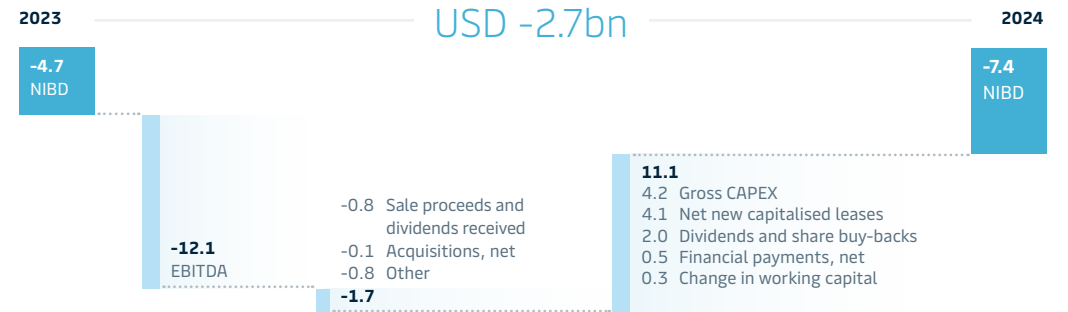 2023
USD -2.7bn
2024
-4.7
NIBD
-12.1
EBITDA
-0.8 Sale proceeds and
dividends received
-0.1 Acquisitions, net
-0.8 Other
-1.7
11.1
4.2 Gross CAPEX
4.1 Net new capitalised leases
2.0 Dividends and share buy-backs
0.5 Financial payments, net
0.3 Change in working capital
-7.4
NIBD